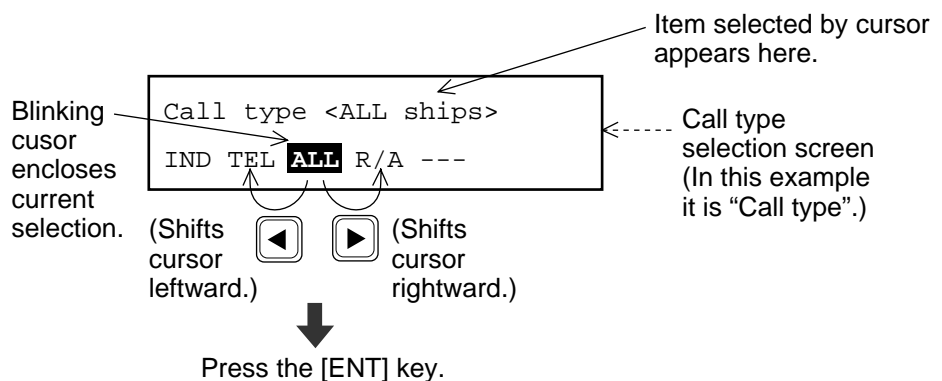 Item selected by cursor
appears here.
Blinking
cusor
encloses
current
selection.
Call type <ALL ships>
IND TEL ALL R/A ---
Call type
selection screen
(In this example
it is “Call type”.)
(Shifts
cursor
leftward.)
(Shifts
cursor
rightward.)
Press the [ENT] key.